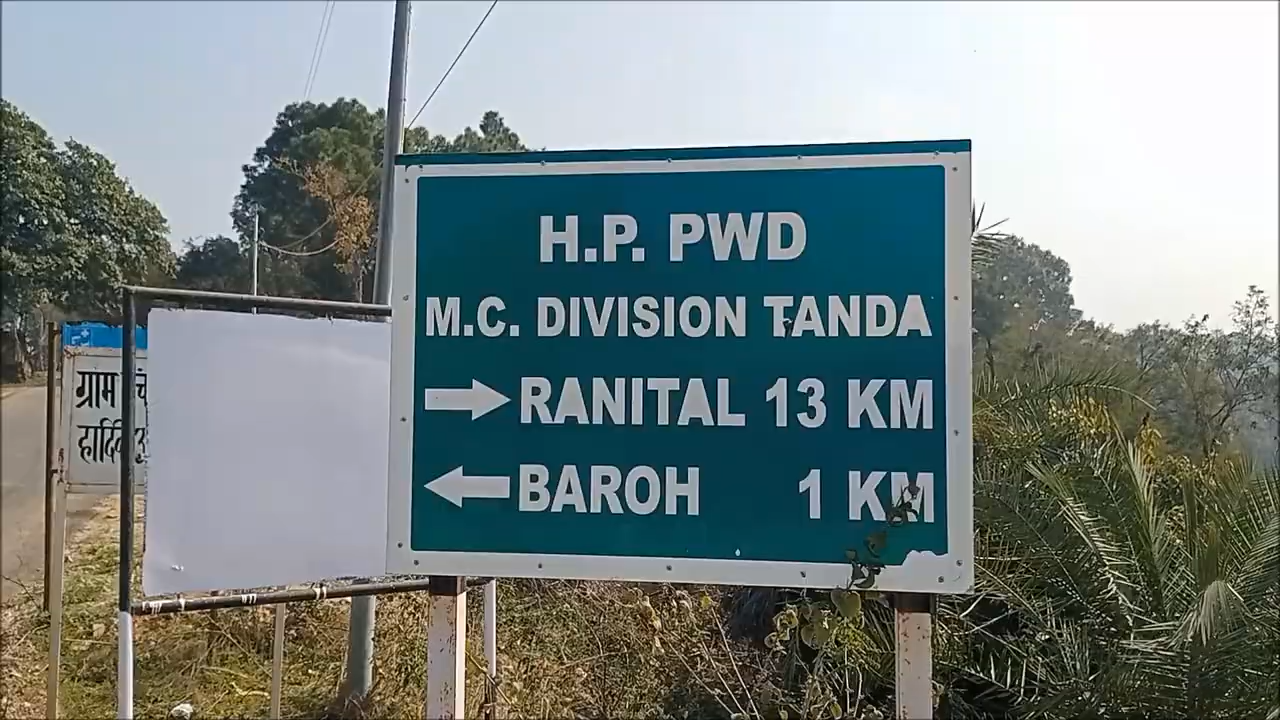 H.P. PWD
M.C. DIVISION TANDA
RANITAL 13 KM
BAROH 1 KM
ग्राम